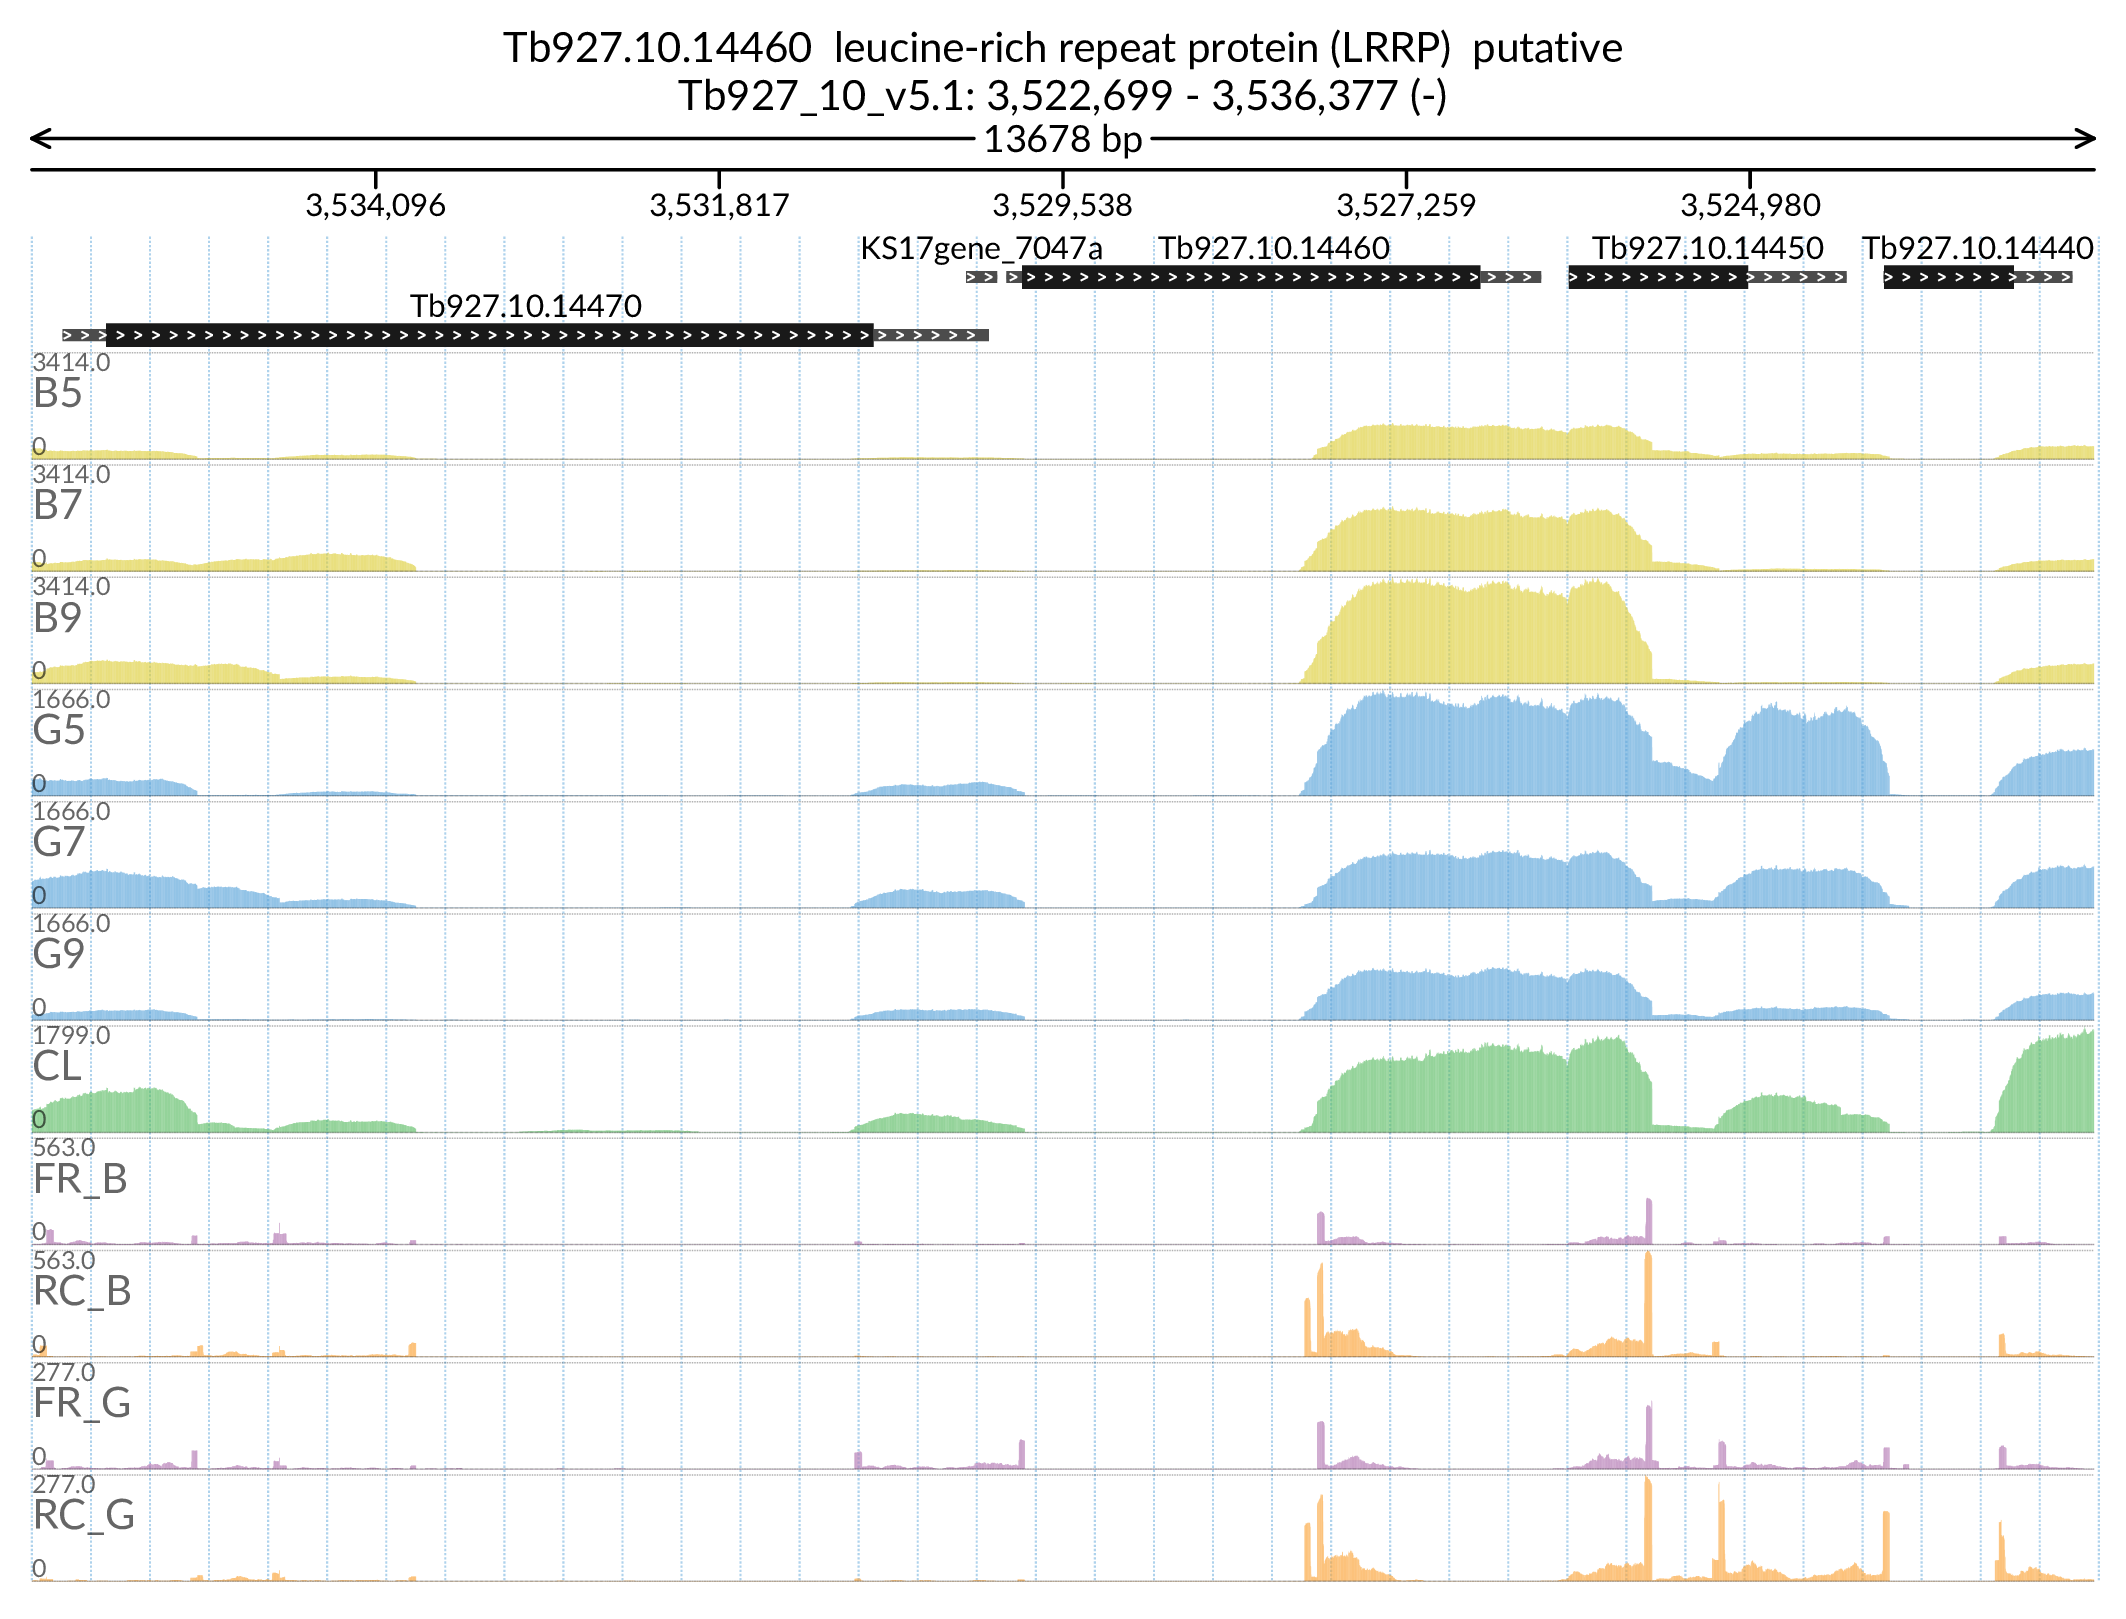 Tb927.10.14460 leucine-rich repeat protein (LRRP) putative
Tb927_10_v5.1: 3,522,699 - 3,536,377 (-)
13678 bp
3,534,096 3,531,817 3,529,538 3,527,259 3,524,980
KS17gene_7047a Tb927.10.14460 Tb927.10.14450 Tb927.10.14440
Tb927.10.14470
3414.0
B5
0
3414.0
B7
0
3414.0
B9
0
1666.0
G5
0
1666.0
G7
0
1666.0
G9
0
1799.0
CL
0
563.0
FR_B
0
563.0
RC_B
0
277.0
FR_G
0
277.0
RC_G
0